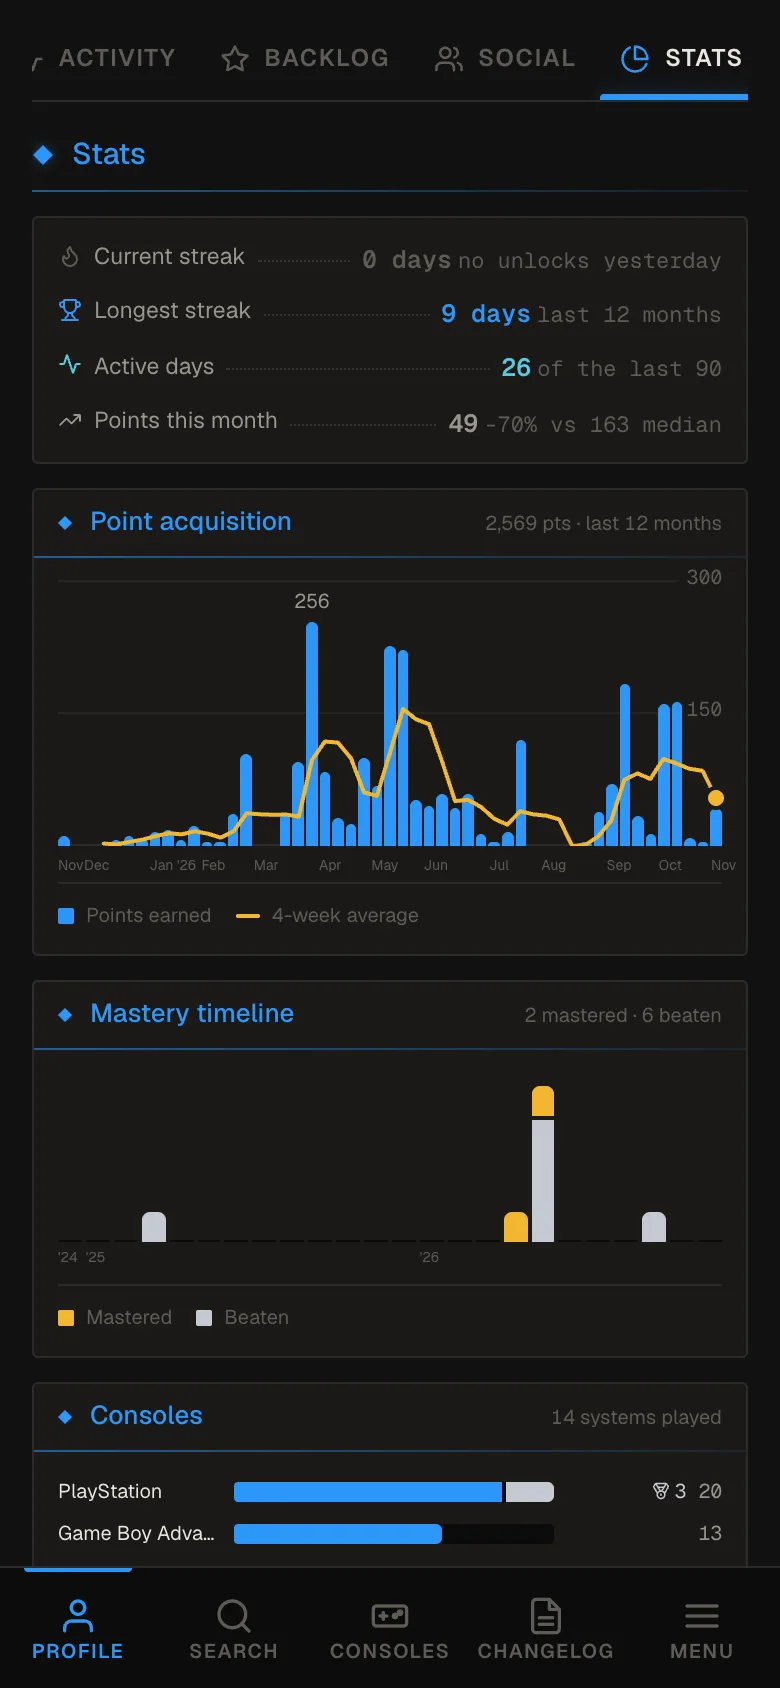 ACTIVITY BACKLOG SOCIAL STATS
Stats
Current streak 0 days no unlocks yesterday
Longest streak 9 days last 12 months
Active days 26 of the last 90
Points this month 49 -70% vs 163 median
Point acquisition 2,569 pts · last 12 months
300
256
150
Nov Dec Jan '26 Feb Mar Apr May Jun Jul Aug Sep Oct Nov
Points earned 4-week average
Mastery timeline 2 mastered · 6 beaten
'24 '25 '26
Mastered Beaten
Consoles 14 systems played
PlayStation 3 20
Game Boy Adva... 13
PROFILE SEARCH CONSOLES CHANGELOG MENU